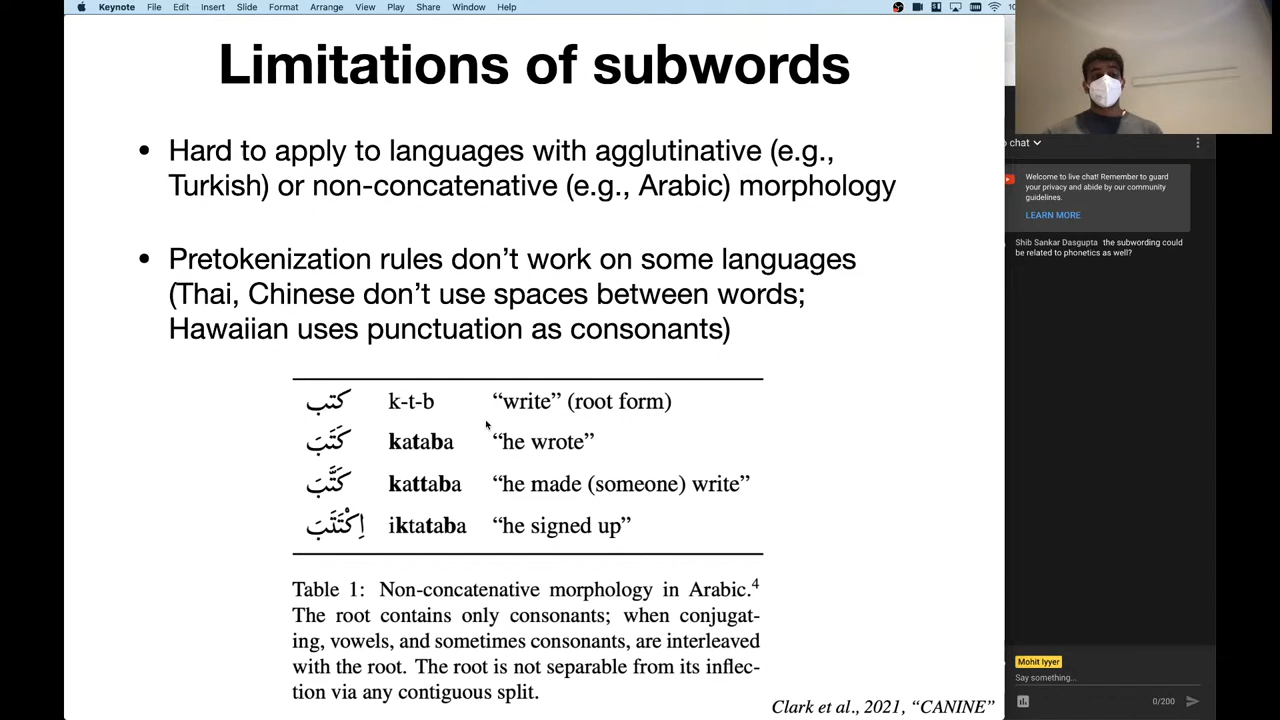 Keynote File Edit Insert Slide Format Arrange View Play Share Window Help
Limitations of subwords
• Hard to apply to languages with agglutinative (e.g.,
Turkish) or non-concatenative (e.g., Arabic) morphology
• Pretokenization rules don’t work on some languages
(Thai, Chinese don’t use spaces between words;
Hawaiian uses punctuation as consonants)
كتب k-t-b “write” (root form)
كَتَبَ kataba “he wrote”
كَتَّبَ kattaba “he made (someone) write”
اِكْتَتَبَ iktataba “he signed up”
Table 1: Non-concatenative morphology in Arabic.4
The root contains only consonants; when conjugat-
ing, vowels, and sometimes consonants, are interleaved
with the root. The root is not separable from its inflec-
tion via any contiguous split.
Clark et al., 2021, “CANINE”
chat
Welcome to live chat! Remember to guard
your privacy and abide by our community
guidelines.
LEARN MORE
Shib Sankar Dasgupta the subwording could
be related to phonetics as well?
Mohit Iyyer
Say something...
0/200